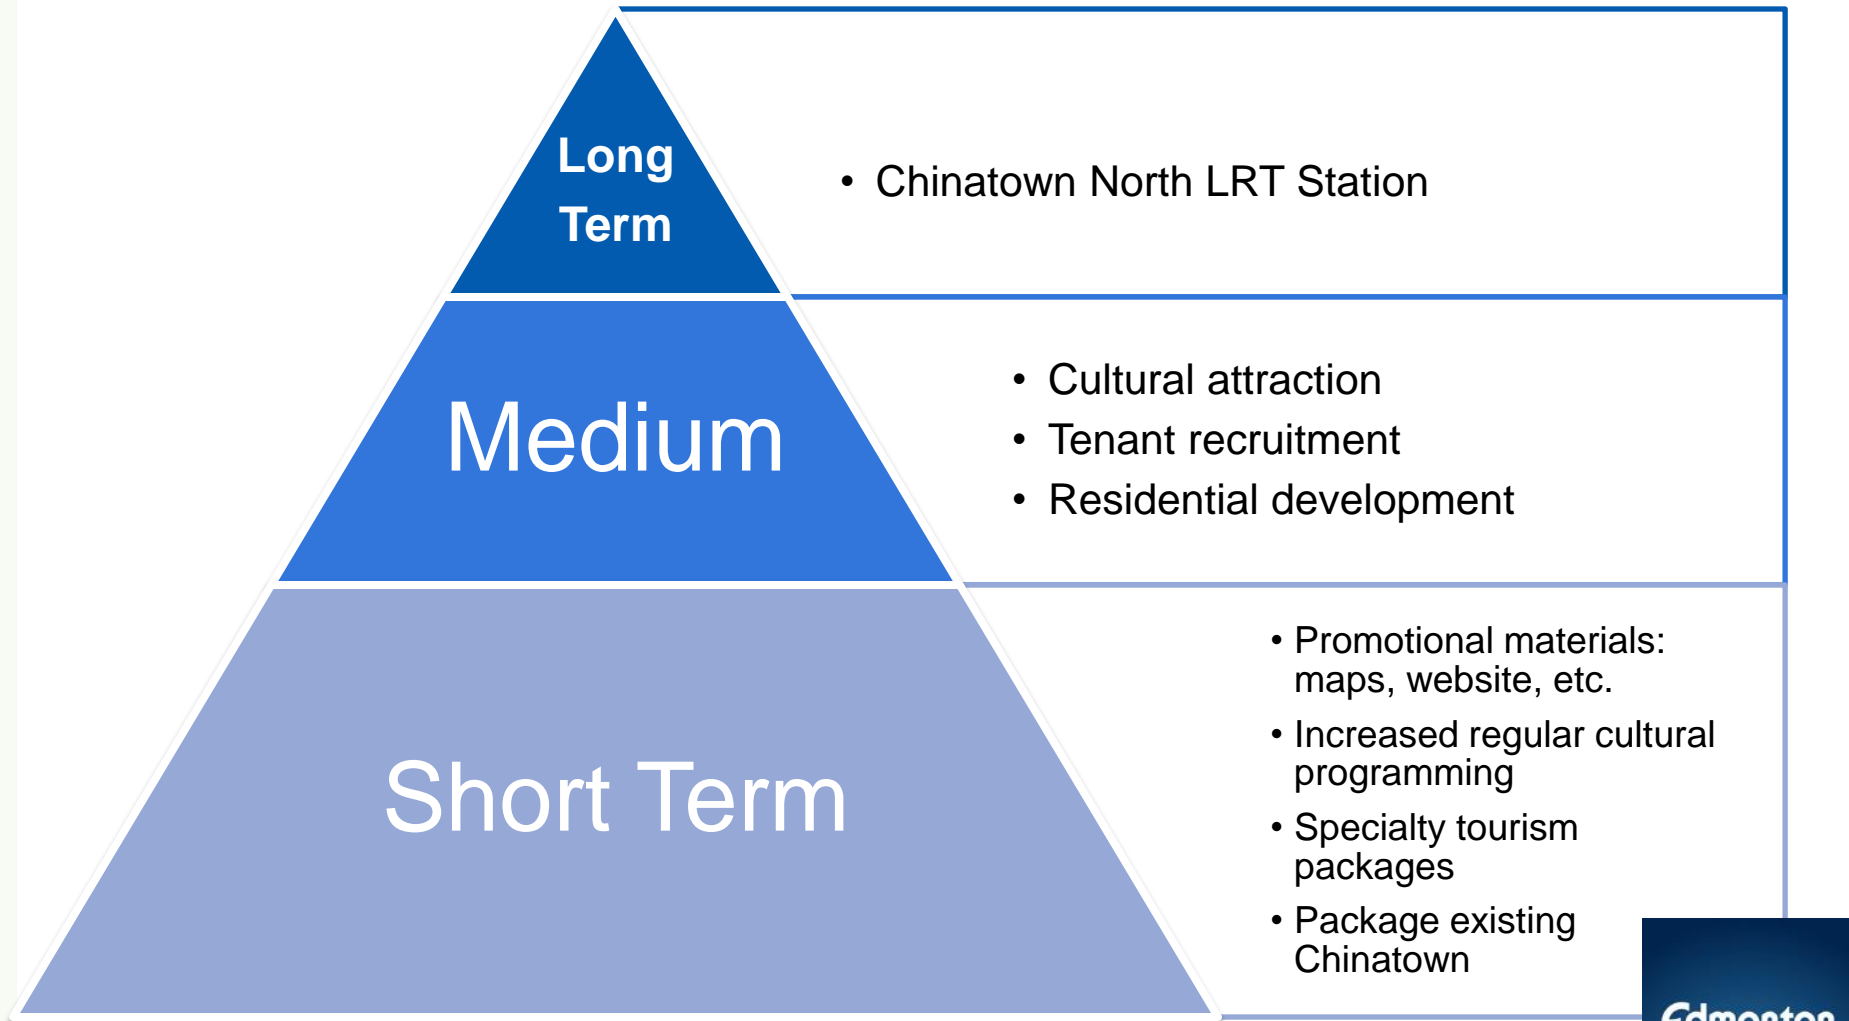 Long
Term
• Chinatown North LRT Station
Medium
• Cultural attraction
• Tenant recruitment
• Residential development
Short Term
• Promotional materials:
maps, website, etc.
• Increased regular cultural
programming
• Specialty tourism
packages
• Package existing
Chinatown
Edmonton